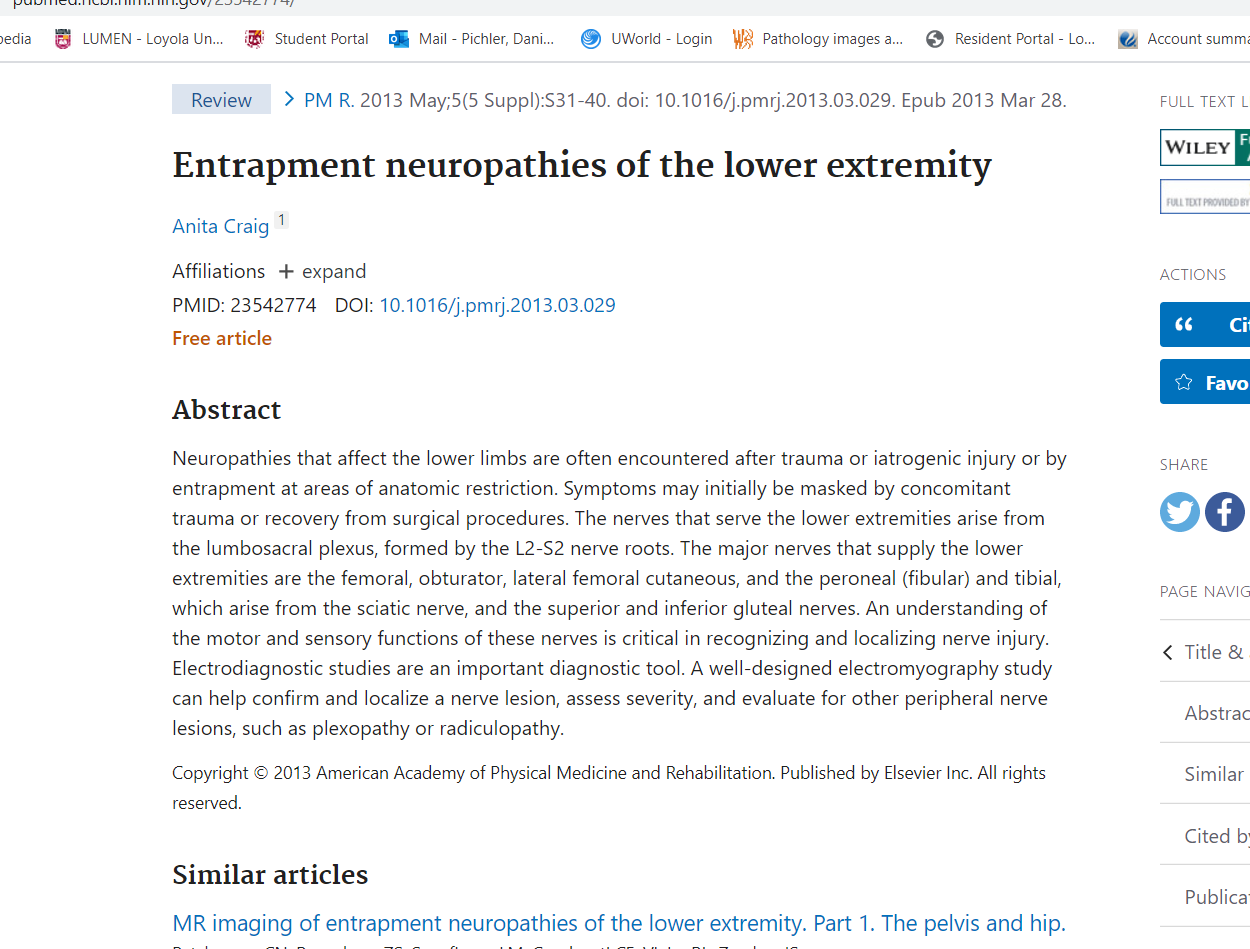 pubmed.ncbi.nlm.nih.gov/23542774/
pedia LUMEN - Loyola Un... Student Portal Mail - Pichler, Dani... UWorld - Login Pathology images a... Resident Portal - Lo... Account summa
Review > PM R. 2013 May;5(5 Suppl):S31-40. doi: 10.1016/j.pmrj.2013.03.029. Epub 2013 Mar 28.
Entrapment neuropathies of the lower extremity
Anita Craig 1
Affiliations + expand
PMID: 23542774 DOI: 10.1016/j.pmrj.2013.03.029
Free article
Abstract
Neuropathies that affect the lower limbs are often encountered after trauma or iatrogenic injury or by
entrapment at areas of anatomic restriction. Symptoms may initially be masked by concomitant
trauma or recovery from surgical procedures. The nerves that serve the lower extremities arise from
the lumbosacral plexus, formed by the L2-S2 nerve roots. The major nerves that supply the lower
extremities are the femoral, obturator, lateral femoral cutaneous, and the peroneal (fibular) and tibial,
which arise from the sciatic nerve, and the superior and inferior gluteal nerves. An understanding of
the motor and sensory functions of these nerves is critical in recognizing and localizing nerve injury.
Electrodiagnostic studies are an important diagnostic tool. A well-designed electromyography study
can help confirm and localize a nerve lesion, assess severity, and evaluate for other peripheral nerve
lesions, such as plexopathy or radiculopathy.
Copyright © 2013 American Academy of Physical Medicine and Rehabilitation. Published by Elsevier Inc. All rights
reserved.
Similar articles
MR imaging of entrapment neuropathies of the lower extremity. Part 1. The pelvis and hip.
FULL TEXT L
WILEY
FULL TEXT PROVIDED BY
ACTIONS
“ Cit
Favo
SHARE
PAGE NAVIG
< Title &
Abstrac
Similar
Cited by
Publica